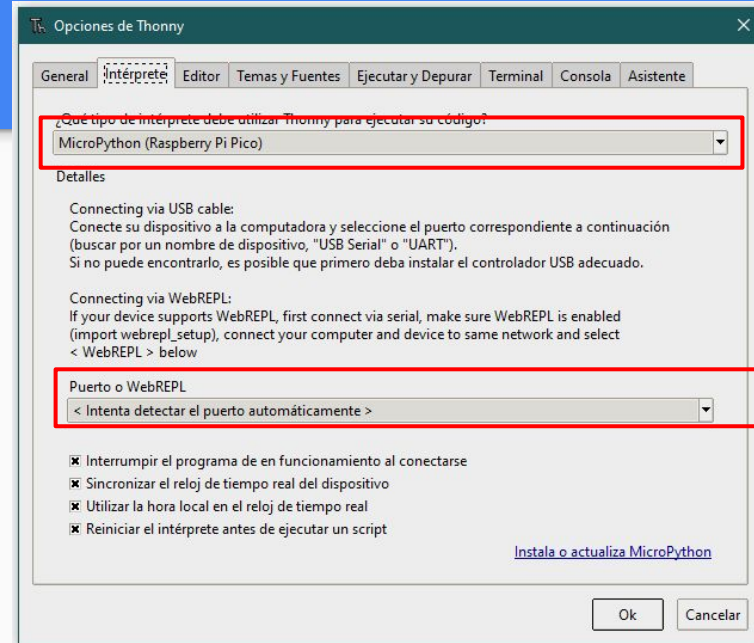 Opciones de Thonny
General Intérprete Editor Temas y Fuentes Ejecutar y Depurar Terminal Consola Asistente
¿Qué tipo de intérprete debe utilizar Thonny para ejecutar su código?
MicroPython (Raspberry Pi Pico)
Detalles
Connecting via USB cable:
Conecte su dispositivo a la computadora y seleccione el puerto correspondiente a continuación
(buscar por un nombre de dispositivo, "USB Serial" o "UART").
Si no puede encontrarlo, es posible que primero deba instalar el controlador USB adecuado.
Connecting via WebREPL:
If your device supports WebREPL, first connect via serial, make sure WebREPL is enabled
(import webrepl_setup), connect your computer and device to same network and select
< WebREPL > below
Puerto o WebREPL
< Intenta detectar el puerto automáticamente >
Interrumpir el programa de en funcionamiento al conectarse
Sincronizar el reloj de tiempo real del dispositivo
Utilizar la hora local en el reloj de tiempo real
Reiniciar el intérprete antes de ejecutar un script
Instala o actualiza MicroPython
Ok Cancelar